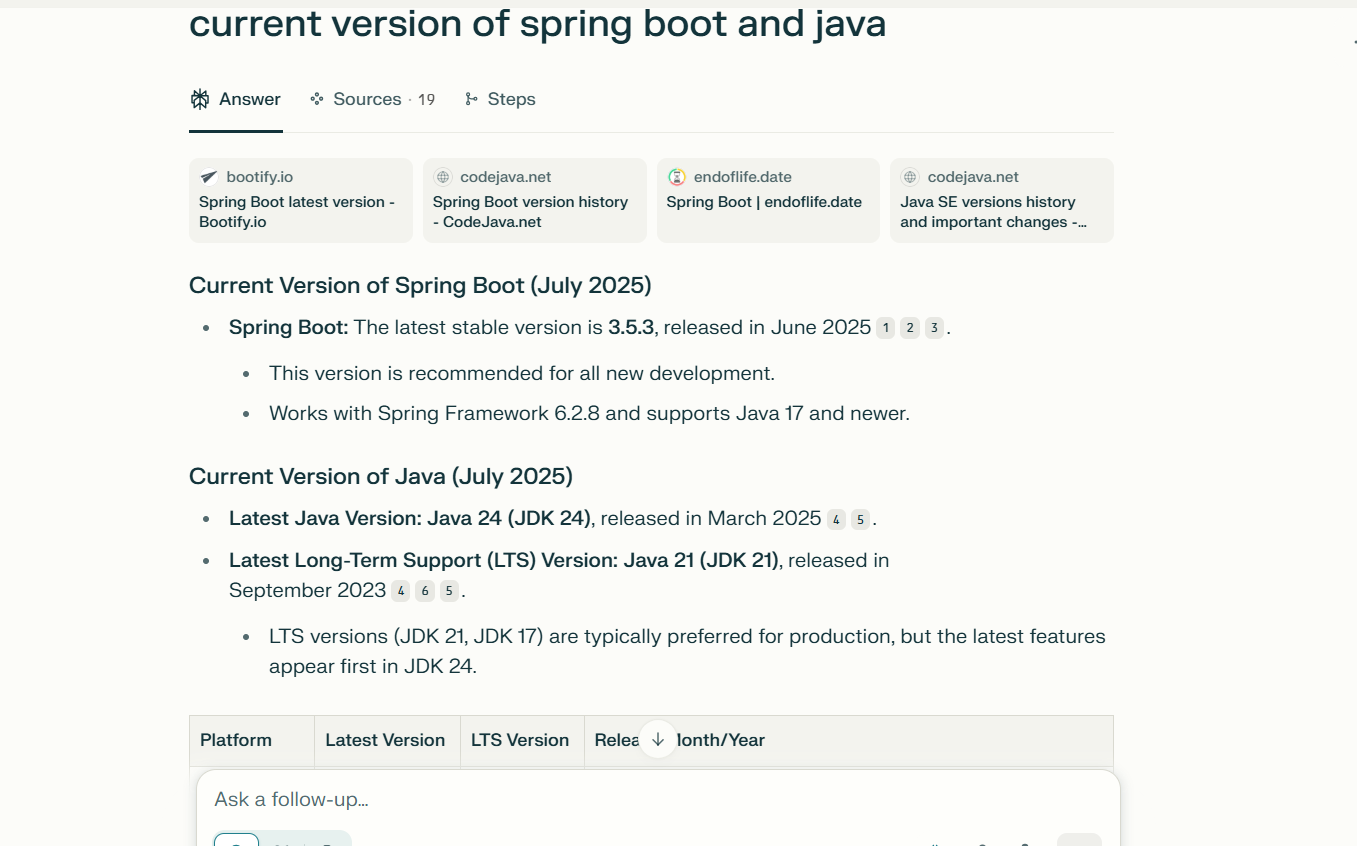 current version of spring boot and java
Answer
Sources · 19
Steps
bootify.io
Spring Boot latest version -
Bootify.io
codejava.net
Spring Boot version history
- CodeJava.net
endoflife.date
Spring Boot | endoflife.date
codejava.net
Java SE versions history
and important changes -...
Current Version of Spring Boot (July 2025)
• Spring Boot: The latest stable version is 3.5.3, released in June 2025 1 2 3 .
• This version is recommended for all new development.
• Works with Spring Framework 6.2.8 and supports Java 17 and newer.
Current Version of Java (July 2025)
• Latest Java Version: Java 24 (JDK 24), released in March 2025 4 5 .
• Latest Long-Term Support (LTS) Version: Java 21 (JDK 21), released in
September 2023 4 6 5 .
• LTS versions (JDK 21, JDK 17) are typically preferred for production, but the latest features
appear first in JDK 24.
Platform
Latest Version
LTS Version
Relea onth/Year
Ask a follow-up...